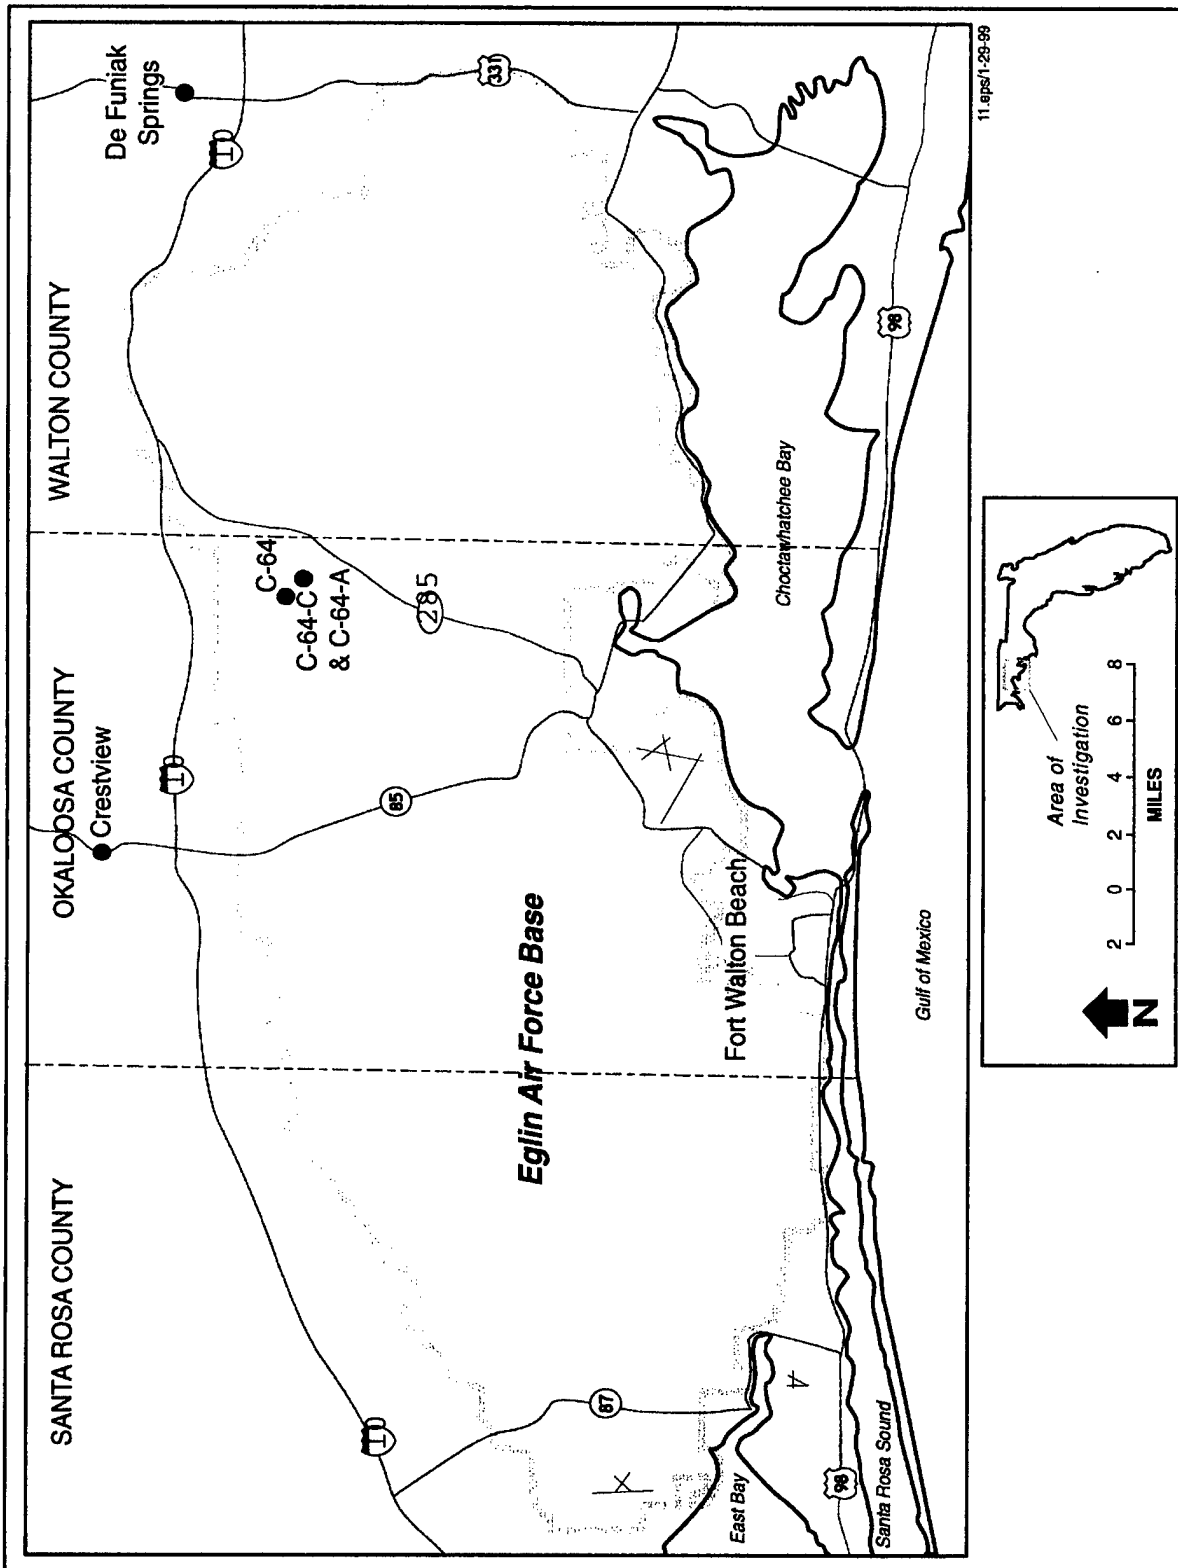 SANTA ROSA COUNTY
OKALOOSA COUNTY
WALTON COUNTY
Crestview
De Funiak
Springs
10
10
10
C-64
C-64-C
& C-64-A
285
85
87
331
Eglin Air Force Base
Fort Walton Beach
East Bay
Choctawhatchee Bay
98
98
Santa Rosa Sound
Gulf of Mexico
11.eps/1-29-99
N
2 0 2 4 6 8
MILES
Area of
Investigation